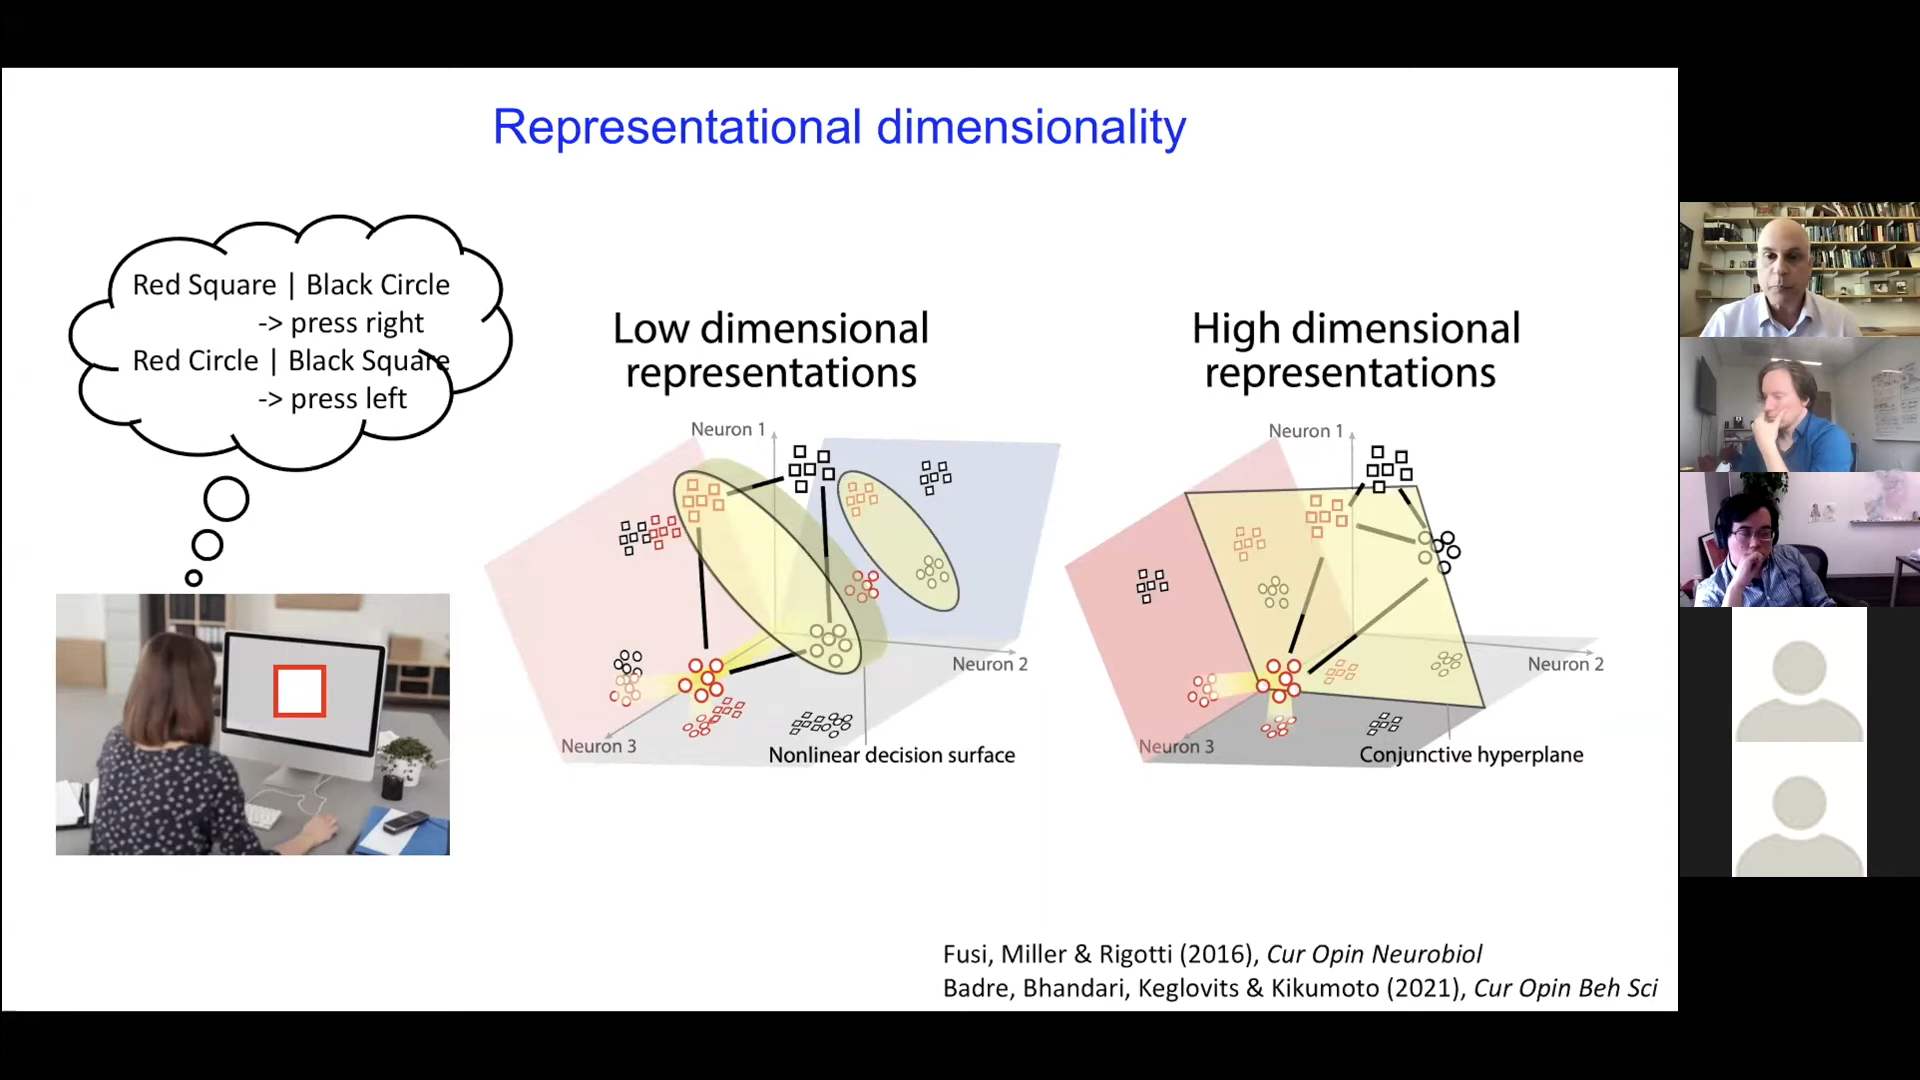 Representational dimensionality
Red Square | Black Circle
-> press right
Red Circle | Black Square
-> press left
Low dimensional
representations
Neuron 1
Neuron 2
Neuron 3
Nonlinear decision surface
High dimensional
representations
Neuron 1
Neuron 2
Neuron 3
Conjunctive hyperplane
Fusi, Miller & Rigotti (2016), Cur Opin Neurobiol
Badre, Bhandari, Keglovits & Kikumoto (2021), Cur Opin Beh Sci